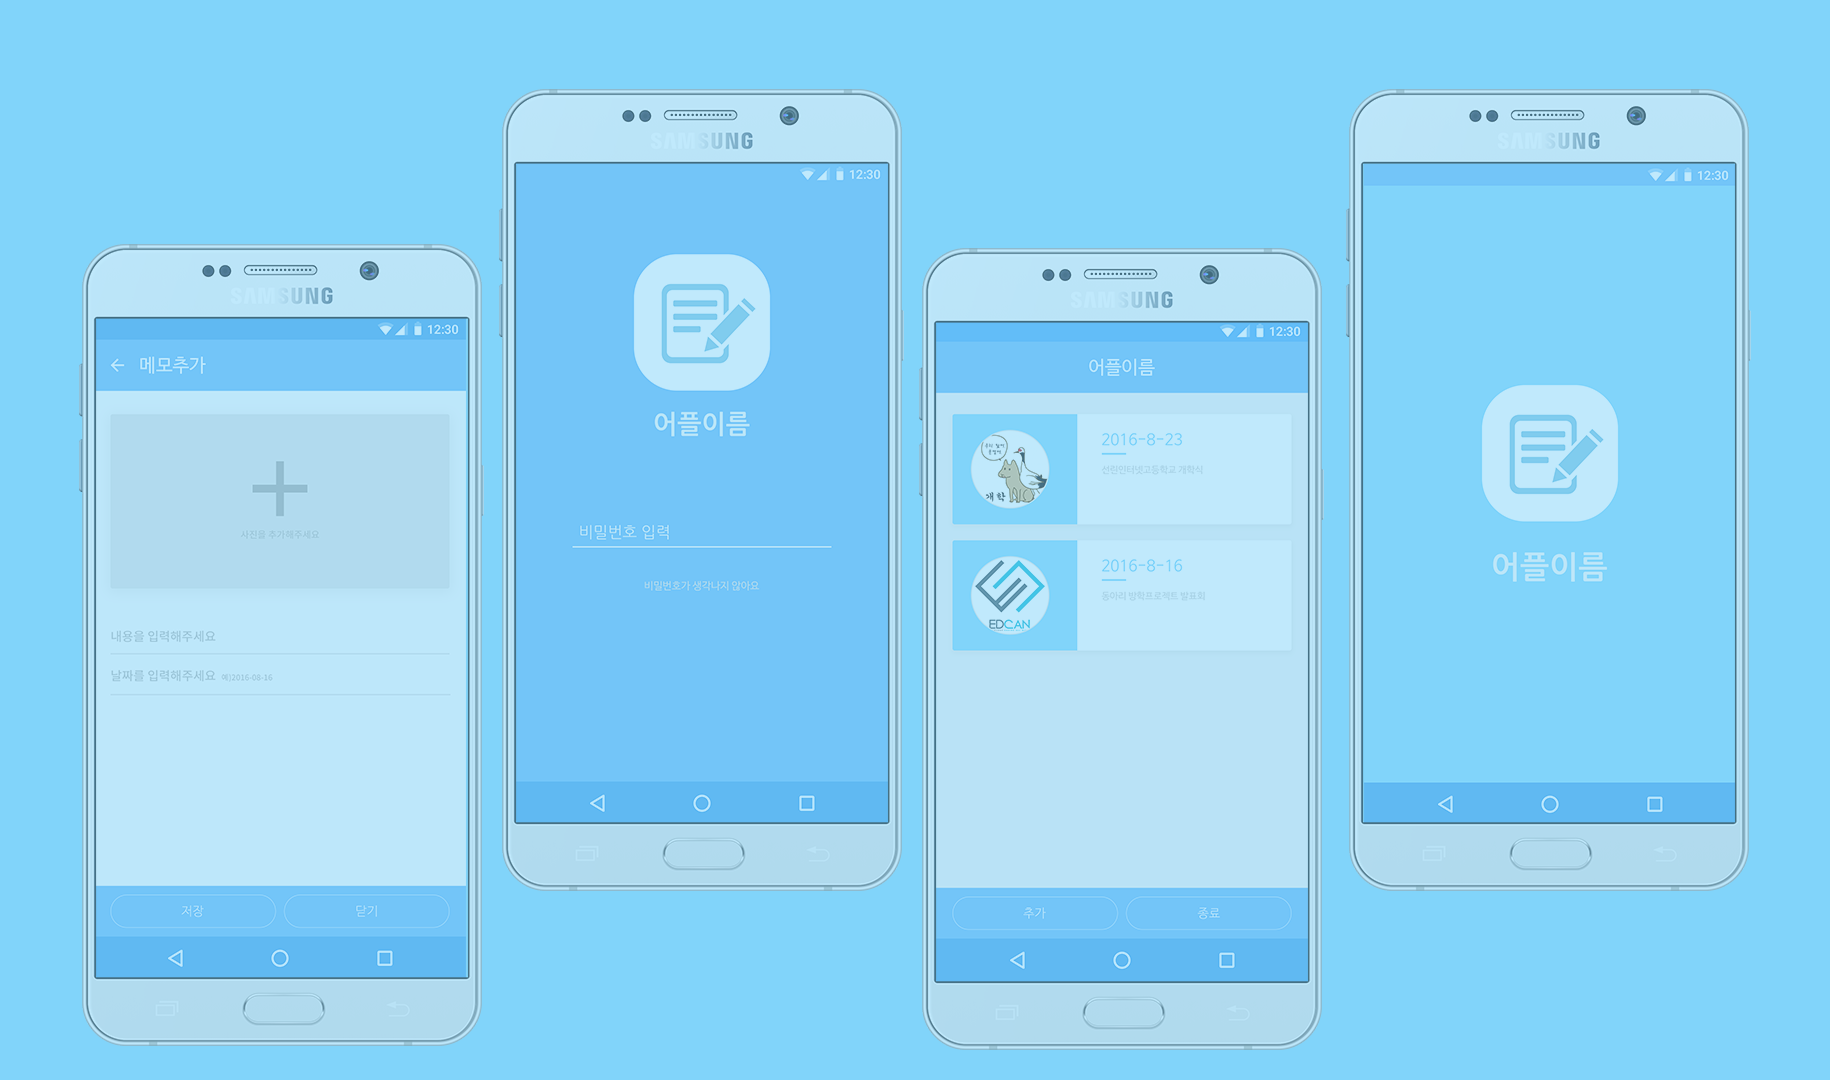 SAMSUNG
12:30
메모추가
사진을 추가해주세요
내용을 입력해주세요
날짜를 입력해주세요 예)2016-08-16
저장
닫기
SAMSUNG
12:30
어플이름
비밀번호 입력
비밀번호가 생각나지 않아요
SAMSUNG
12:30
어플이름
개학
2016-8-23
선린인터넷고등학교 개학식
EDCAN
2016-8-16
동아리 방학프로젝트 발표회
추가
종료
SAMSUNG
12:30
어플이름